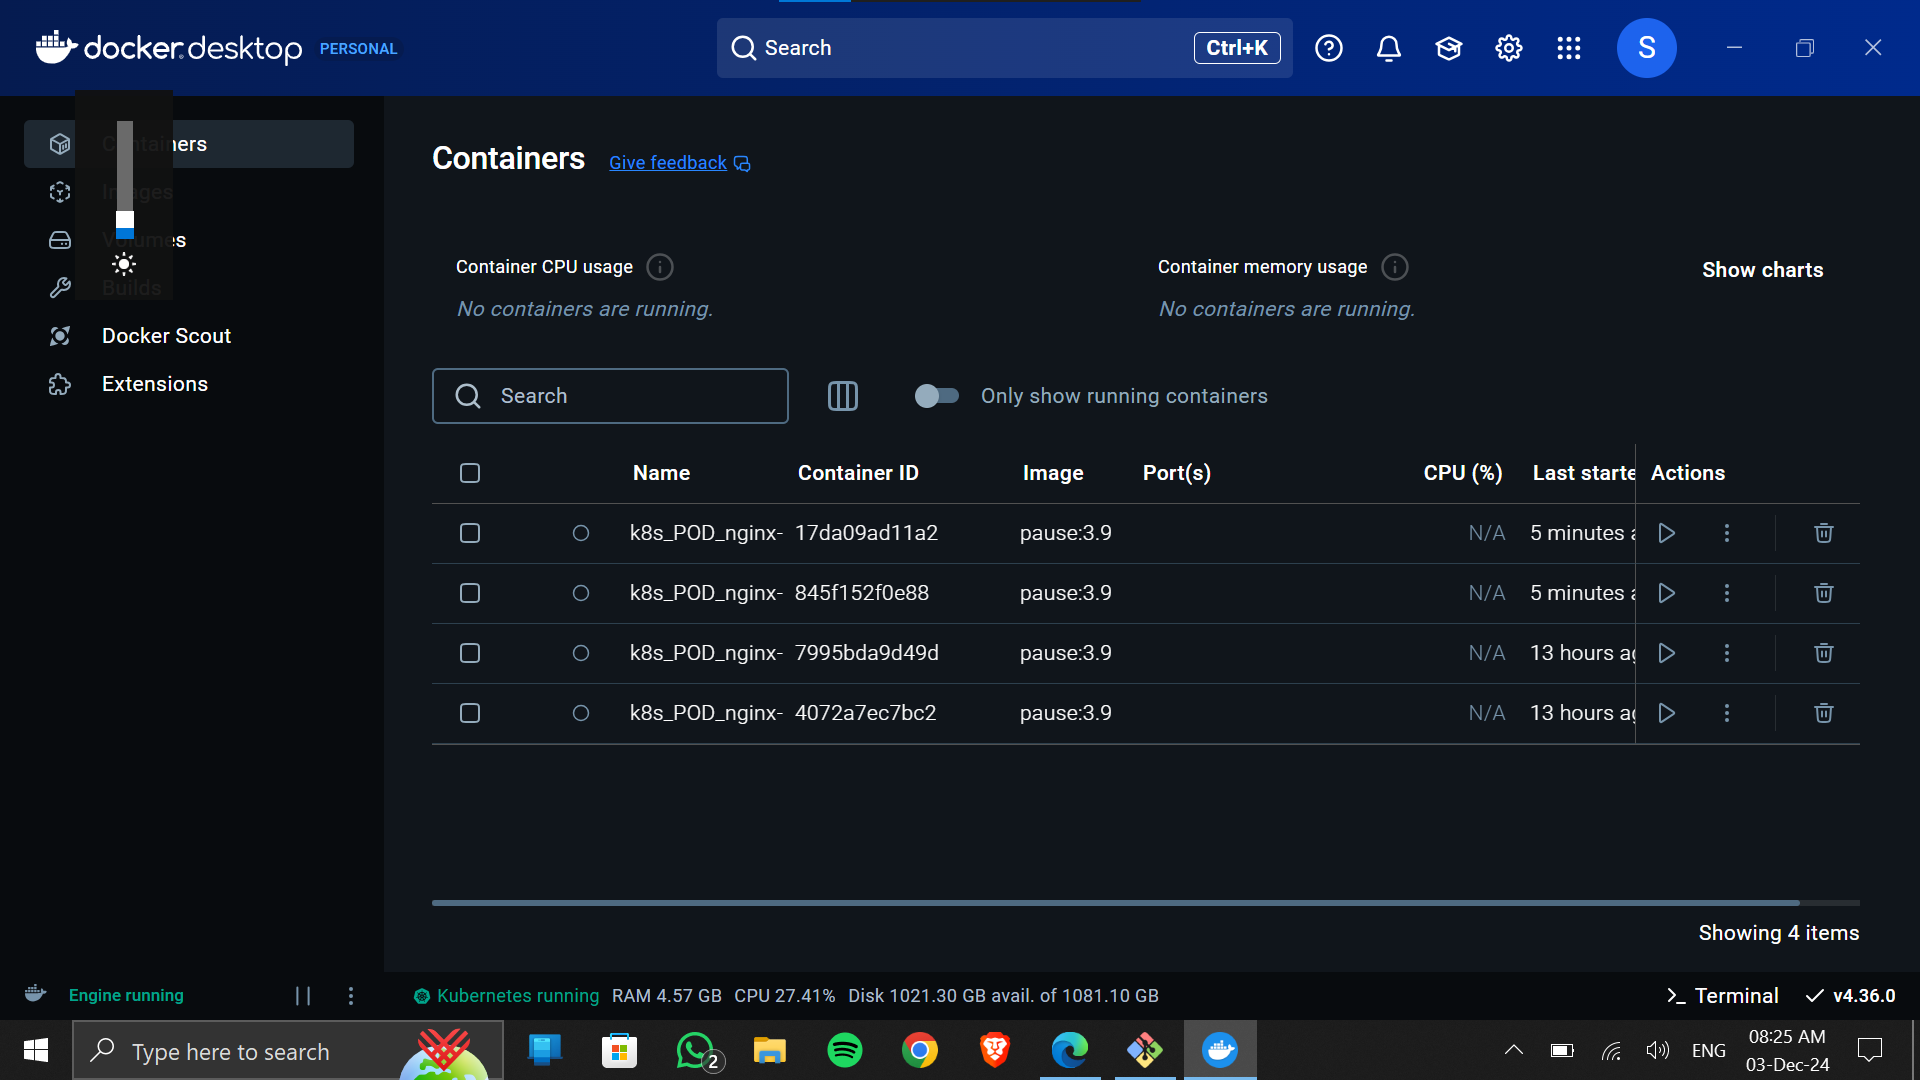 docker desktop PERSONAL
Search Ctrl+K
S
Containers
Images
Volumes
Builds
Docker Scout
Extensions
Containers Give feedback
Container CPU usage
No containers are running.
Container memory usage
No containers are running.
Show charts
Search
Only show running containers
Name Container ID Image Port(s) CPU (%) Last starte Actions
k8s_POD_nginx- 17da09ad11a2 pause:3.9 N/A 5 minutes a
k8s_POD_nginx- 845f152f0e88 pause:3.9 N/A 5 minutes a
k8s_POD_nginx- 7995bda9d49d pause:3.9 N/A 13 hours ag
k8s_POD_nginx- 4072a7ec7bc2 pause:3.9 N/A 13 hours ag
Showing 4 items
Engine running
Kubernetes running RAM 4.57 GB CPU 27.41% Disk 1021.30 GB avail. of 1081.10 GB
Terminal v4.36.0
Type here to search
2
ENG
08:25 AM
03-Dec-24